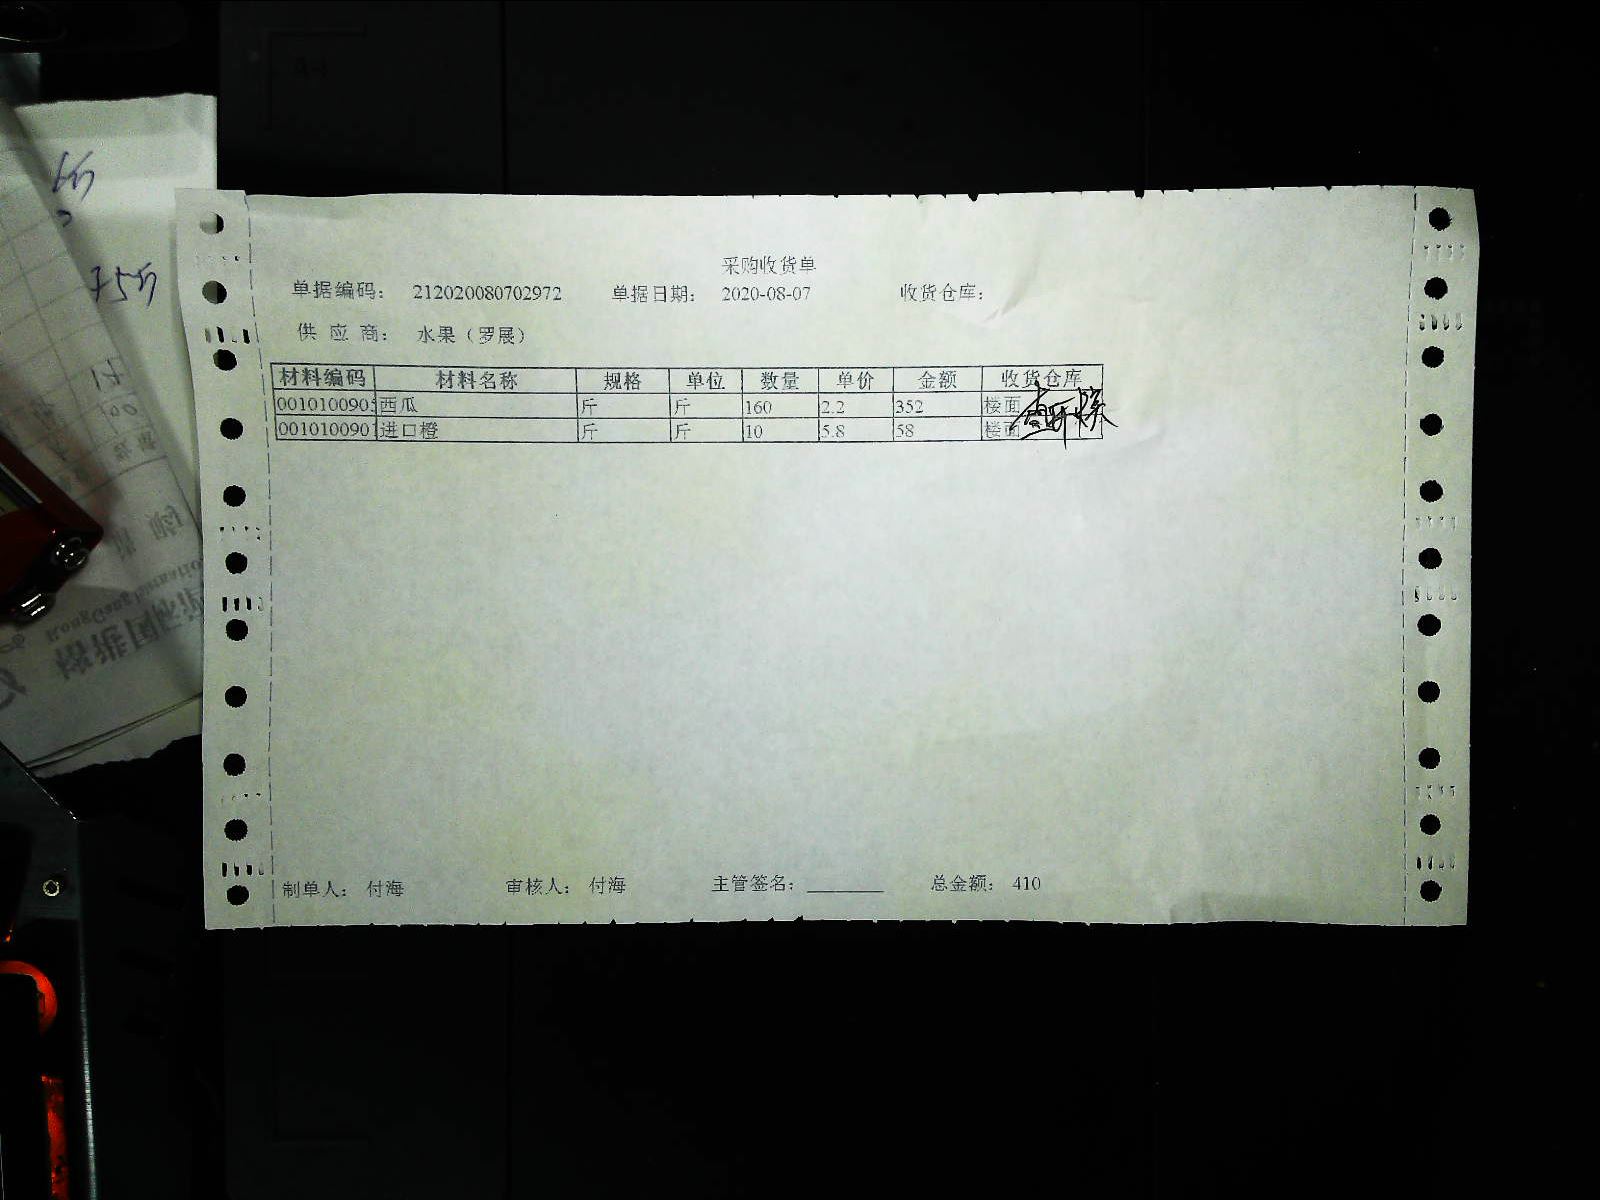 采购收货单
单据编码： 212020080702972 单据日期： 2020-08-07 收货仓库：
供 应 商： 水果（罗展）
材料编码 材料名称 规格 单位 数量 单价 金额 收货仓库
0010100905 西瓜 斤 斤 160 2.2 352 楼面
0010100901 进口橙 斤 斤 10 5.8 58 楼面
制单人： 付海 审核人： 付海 主管签名：________ 总金额： 410